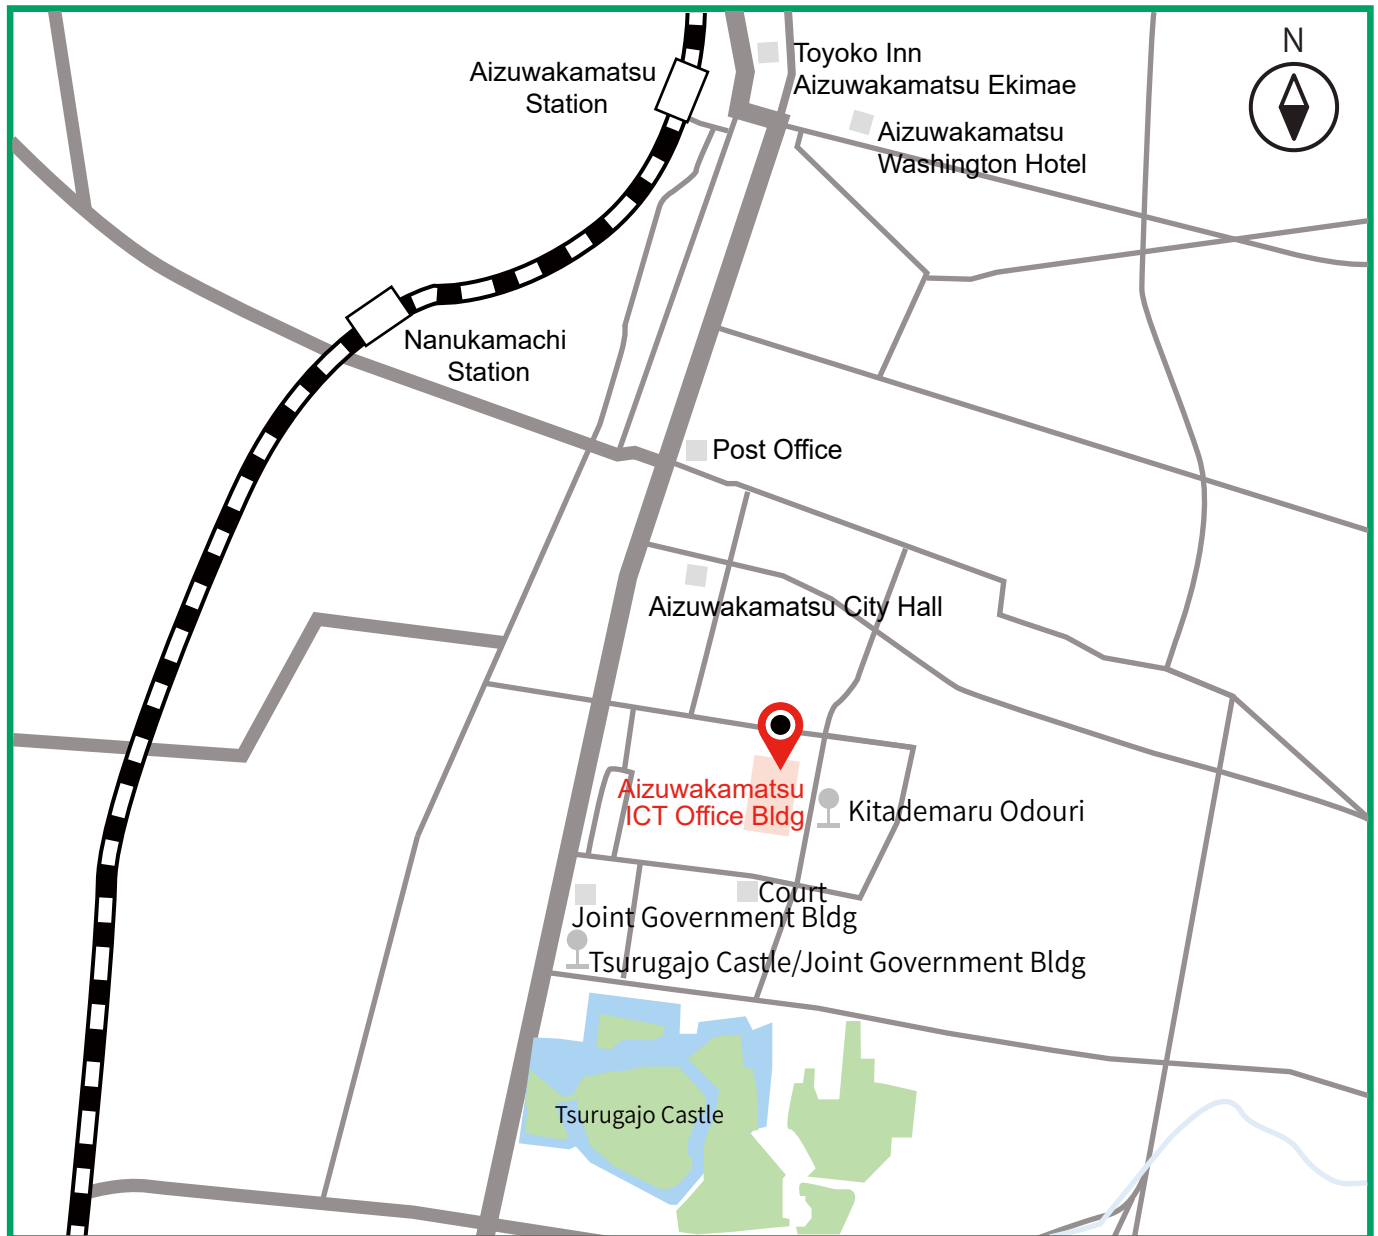 N
Toyoko Inn
Aizuwakamatsu Ekimae
Aizuwakamatsu
Station
Aizuwakamatsu
Washington Hotel
Nanukamachi
Station
Post Office
Aizuwakamatsu City Hall
Aizuwakamatsu
ICT Office Bldg
Kitademaru Odouri
Court
Joint Government Bldg
Tsurugajo Castle/Joint Government Bldg
Tsurugajo Castle